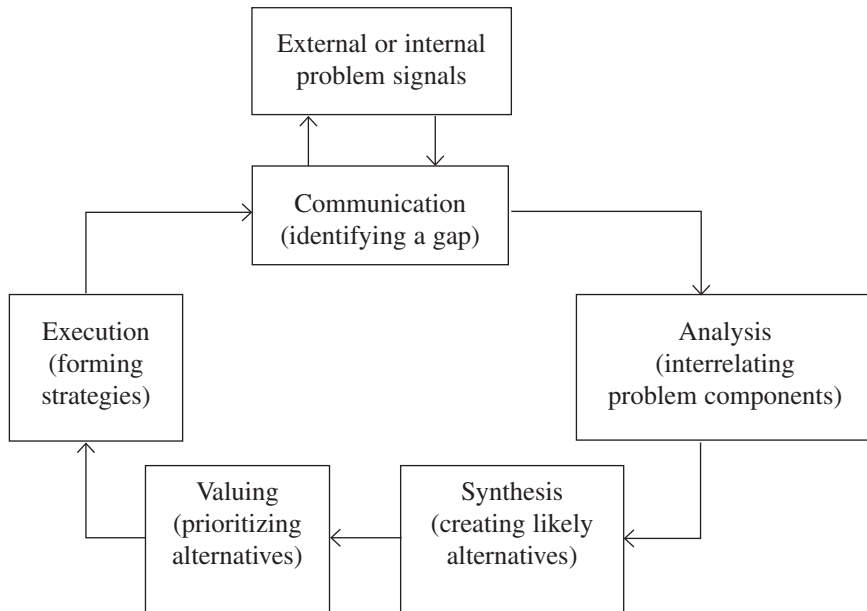 External or internal
problem signals
Communication
(identifying a gap)
Execution
(forming
strategies)
Analysis
(interrelating
problem components)
Valuing
(prioritizing
alternatives)
Synthesis
(creating likely
alternatives)